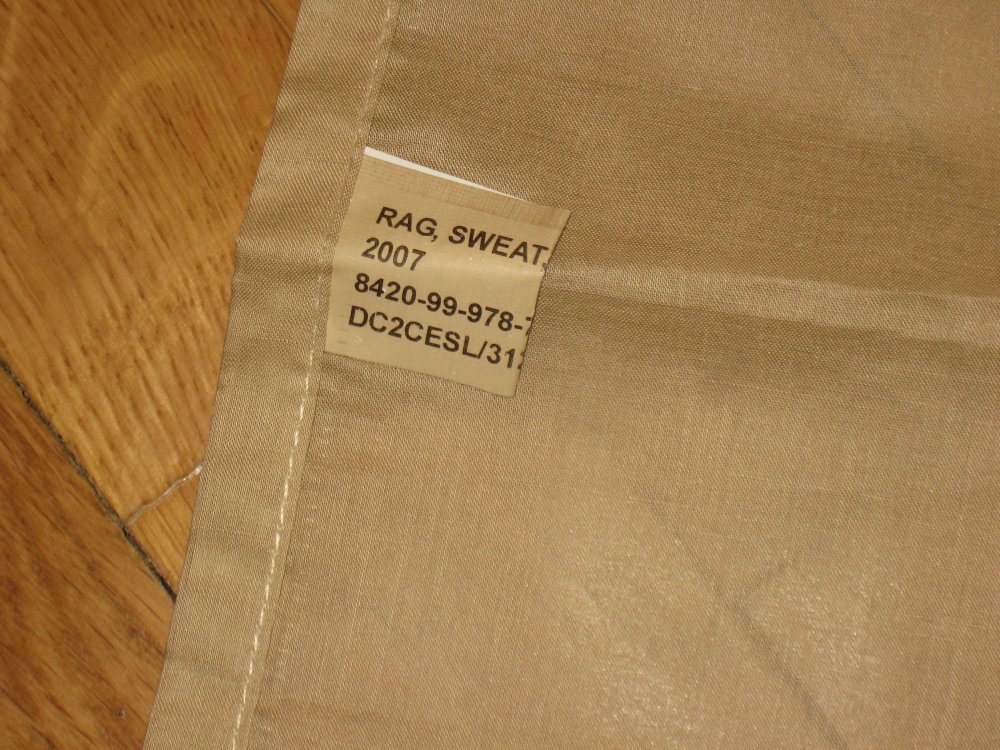 RAG, SWEAT,
2007
8420-99-978-
DC2CESL/31